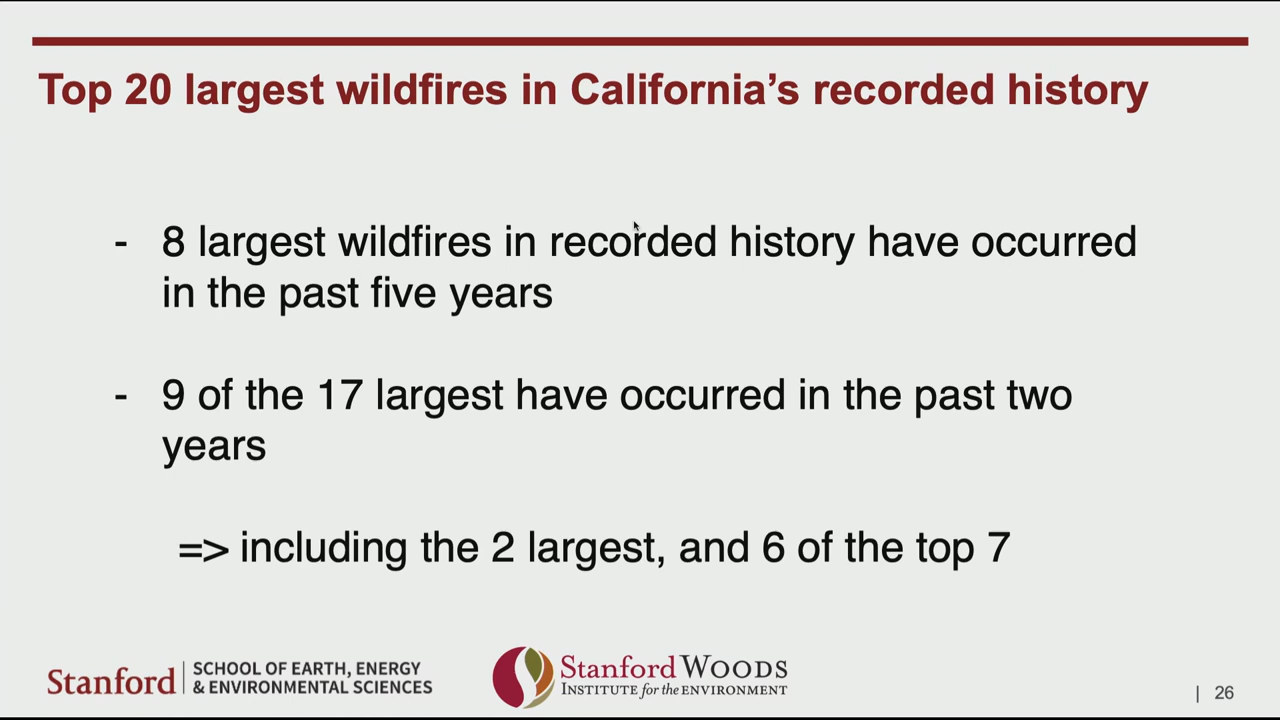 Top 20 largest wildfires in California’s recorded history
- 8 largest wildfires in recorded history have occurred
in the past five years
- 9 of the 17 largest have occurred in the past two
years
=> including the 2 largest, and 6 of the top 7
Stanford | SCHOOL OF EARTH, ENERGY
& ENVIRONMENTAL SCIENCES
Stanford WOODS
INSTITUTE for the ENVIRONMENT
| 26